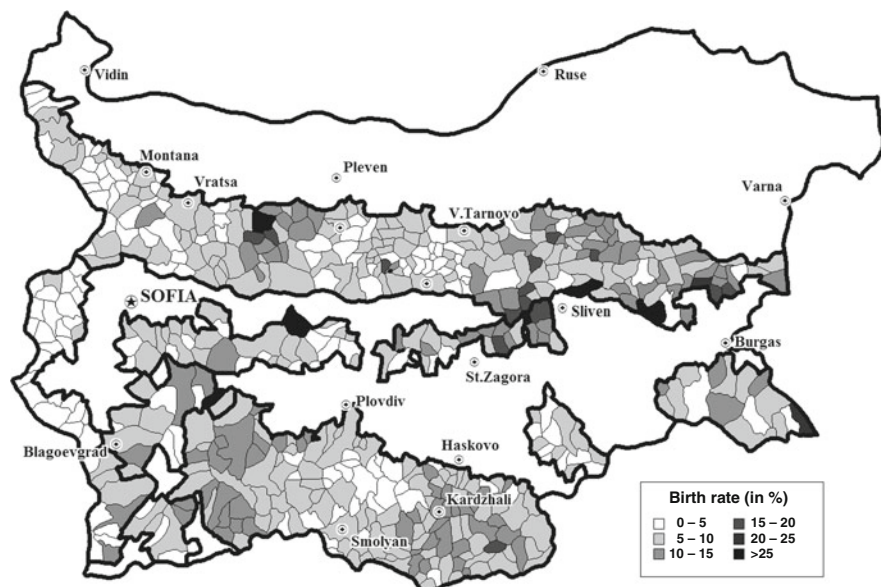 Vidin
Ruse
Montana
Pleven
Vratsa
Varna
V.Tarnovo
SOFIA
Sliven
Burgas
St.Zagora
Plovdiv
Blagoevgrad
Haskovo
Kardzhali
Smolyan
Birth rate (in %)
0 – 5 15 – 20
5 – 10 20 – 25
10 – 15 >25